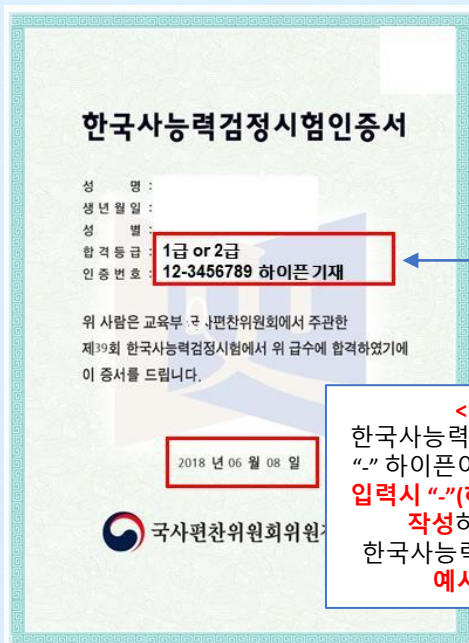 한국사능력검정시험인증서
성 명 :
생년월일 :
성 별 :
합격등급 : 1급 or 2급
인증번호 : 12-3456789 하이픈 기재
위 사람은 교육부 국사편찬위원회에서 주관한
제39회 한국사능력검정시험에서 위 급수에 합격하였기에
이 증서를 드립니다.
<
한국사능력
“-” 하이픈이
입력시 “-”(
작성
한국사능력
예시
2018 년 06 월 08 일
국사편찬위원회위원